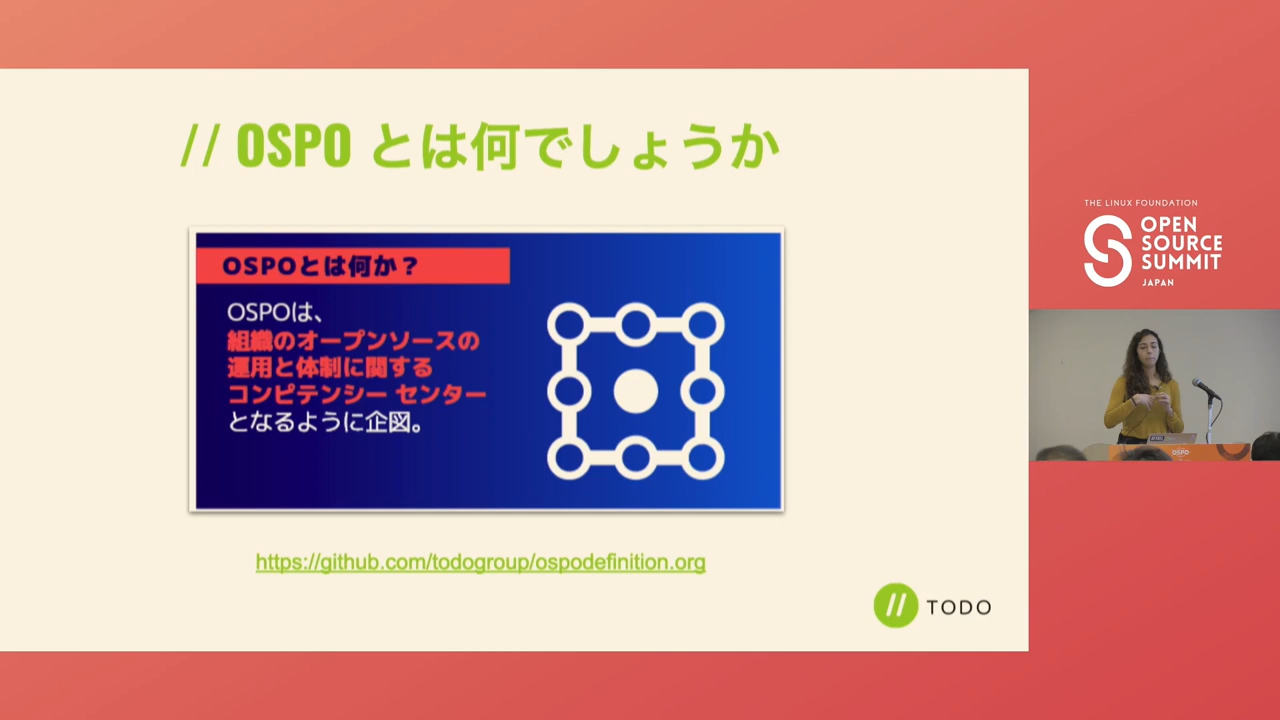 // OSPO とは何でしょうか
OSPOとは何か？
OSPOは、
組織のオープンソースの
運用と体制に関する
コンピテンシー センター
となるように企図。
https://github.com/todogroup/ospodefinition.org
// TODO
THE LINUX FOUNDATION
OPEN
SOURCE
SUMMIT
JAPAN
OSPO